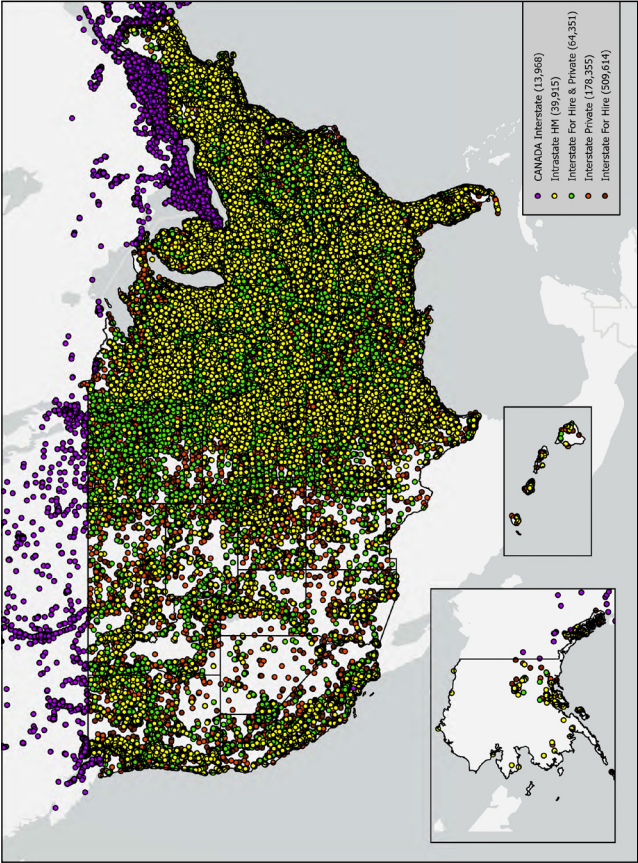 CANADA Interstate (13,968)
Intrastate HM (39,915)
Interstate For Hire & Private (64,351)
Interstate Private (178,355)
Interstate For Hire (509,614)